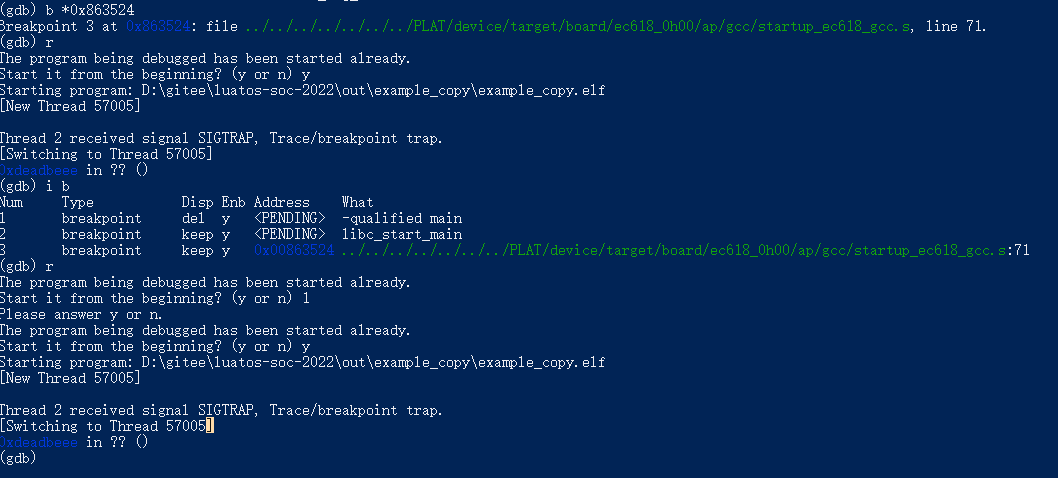 (gdb) b *0x863524
Breakpoint 3 at 0x863524: file ../../../../../../../PLAT/device/target/board/ec618_0h00/ap/gcc/startup_ec618_gcc.s, line 71.
(gdb) r
The program being debugged has been started already.
Start it from the beginning? (y or n) y
Starting program: D:\gitee\luatos-soc-2022\out\example_copy\example_copy.elf
[New Thread 57005]
Thread 2 received signal SIGTRAP, Trace/breakpoint trap.
[Switching to Thread 57005]
0xdeadbeee in ?? ()
(gdb) i b
Num     Type           Disp Enb Address    What
1       breakpoint     del  y   <PENDING>  -qualified main
2       breakpoint     keep y   <PENDING>  libc_start_main
3       breakpoint     keep y   0x00863524 ../../../../../../../PLAT/device/target/board/ec618_0h00/ap/gcc/startup_ec618_gcc.s:71
(gdb) r
The program being debugged has been started already.
Start it from the beginning? (y or n) l
Please answer y or n.
The program being debugged has been started already.
Start it from the beginning? (y or n) y
Starting program: D:\gitee\luatos-soc-2022\out\example_copy\example_copy.elf
[New Thread 57005]
Thread 2 received signal SIGTRAP, Trace/breakpoint trap.
[Switching to Thread 57005]
0xdeadbeee in ?? ()
(gdb)